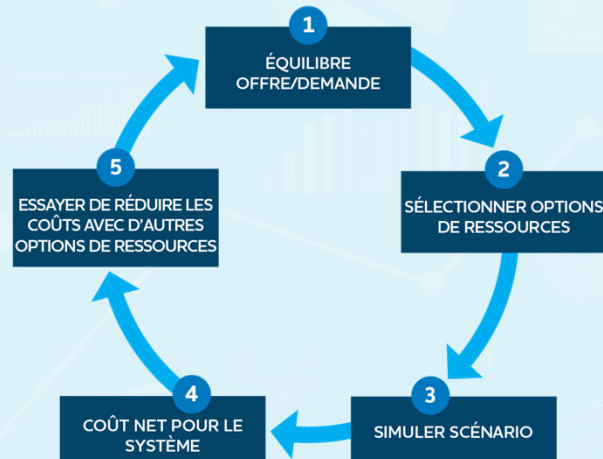 1
ÉQUILIBRE
OFFRE/DEMANDE
2
SÉLECTIONNER OPTIONS
DE RESSOURCES
3
SIMULER SCÉNARIO
4
COÛT NET POUR LE
SYSTÈME
5
ESSAYER DE RÉDUIRE LES
COÛTS AVEC D'AUTRES
OPTIONS DE RESSOURCES